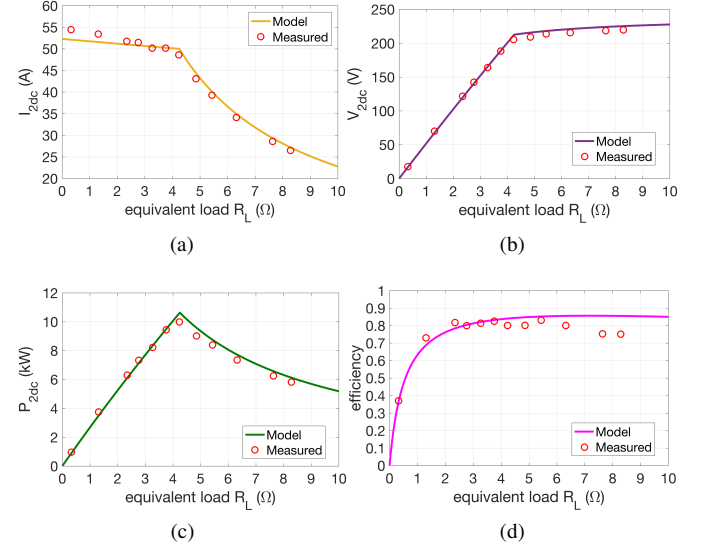 60
55
50
45
40
35
30
25
20
I2dc (A)
Model
Measured
0 1 2 3 4 5 6 7 8 9 10
equivalent load RL (Ω)
(a)
250
200
150
100
50
0
V2dc (V)
Model
Measured
0 1 2 3 4 5 6 7 8 9 10
equivalent load RL (Ω)
(b)
12
10
8
6
4
2
0
P2dc (kW)
Model
Measured
0 1 2 3 4 5 6 7 8 9 10
equivalent load RL (Ω)
(c)
1
0.9
0.8
0.7
0.6
0.5
0.4
0.3
0.2
0.1
0
efficiency
Model
Measured
0 1 2 3 4 5 6 7 8 9 10
equivalent load RL (Ω)
(d)